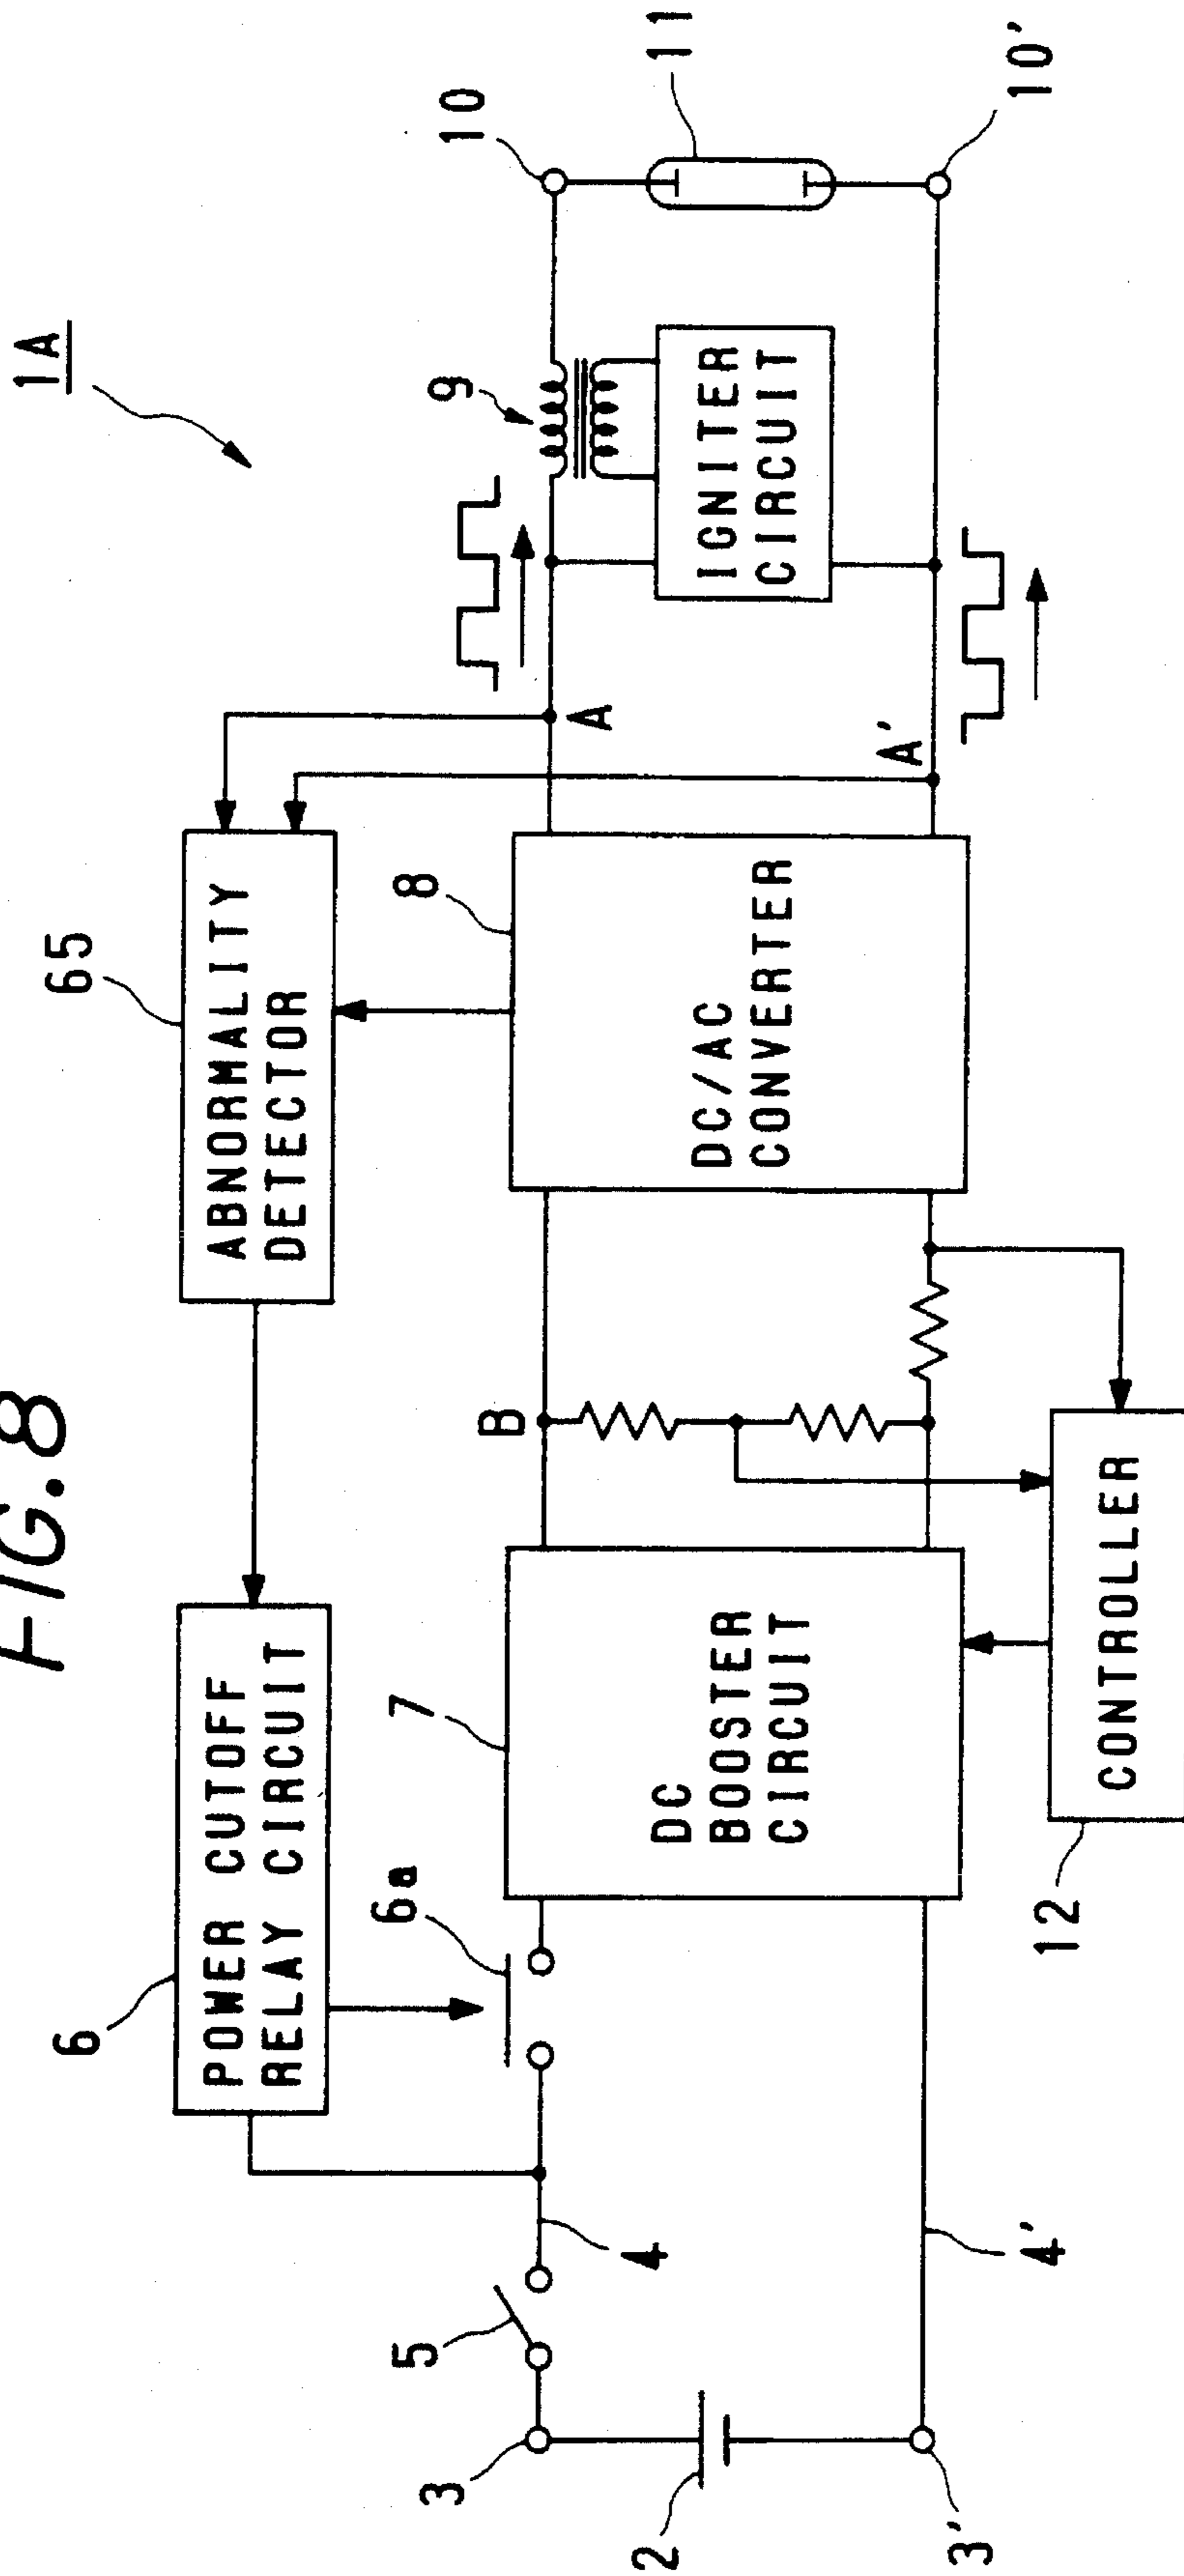 FIG.8
1A
6
POWER CUTOFF
RELAY CIRCUIT
65
ABNORMALITY
DETECTOR
5
4
6a
7
DC
BOOSTER
CIRCUIT
B
8
DC/AC
CONVERTER
A
A'
9
IGNITER
CIRCUIT
10
11
10'
3
2
3'
4'
12
CONTROLLER